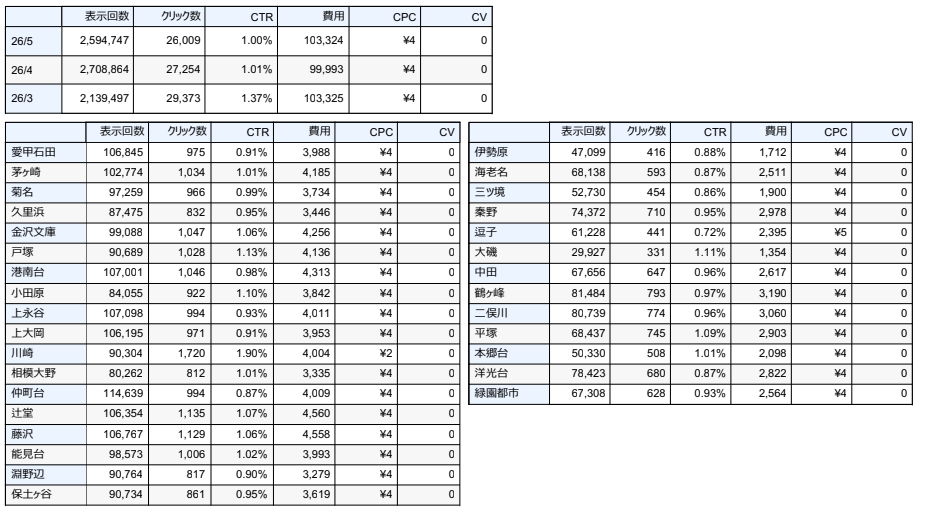 表示回数 クリック数 CTR 費用 CPC CV
26/5 2,594,747 26,009 1.00% 103,324 ¥4 0
26/4 2,708,864 27,254 1.01% 99,993 ¥4 0
26/3 2,139,497 29,373 1.37% 103,325 ¥4 0
表示回数 クリック数 CTR 費用 CPC CV
愛甲石田 106,845 975 0.91% 3,988 ¥4 0
茅ヶ崎 102,774 1,034 1.01% 4,185 ¥4 0
菊名 97,259 966 0.99% 3,734 ¥4 0
久里浜 87,475 832 0.95% 3,446 ¥4 0
金沢文庫 99,088 1,047 1.06% 4,256 ¥4 0
戸塚 90,689 1,028 1.13% 4,136 ¥4 0
港南台 107,001 1,046 0.98% 4,313 ¥4 0
小田原 84,055 922 1.10% 3,842 ¥4 0
上永谷 107,098 994 0.93% 4,011 ¥4 0
上大岡 106,195 971 0.91% 3,953 ¥4 0
川崎 90,304 1,720 1.90% 4,004 ¥2 0
相模大野 80,262 812 1.01% 3,335 ¥4 0
仲町台 114,639 994 0.87% 4,009 ¥4 0
辻堂 106,354 1,135 1.07% 4,560 ¥4 0
藤沢 106,767 1,129 1.06% 4,558 ¥4 0
能見台 98,573 1,006 1.02% 3,993 ¥4 0
淵野辺 90,764 817 0.90% 3,279 ¥4 0
保土ヶ谷 90,734 861 0.95% 3,619 ¥4 0
表示回数 クリック数 CTR 費用 CPC CV
伊勢原 47,099 416 0.88% 1,712 ¥4 0
海老名 68,138 593 0.87% 2,511 ¥4 0
三ツ境 52,730 454 0.86% 1,900 ¥4 0
秦野 74,372 710 0.95% 2,978 ¥4 0
逗子 61,228 441 0.72% 2,395 ¥5 0
大磯 29,927 331 1.11% 1,354 ¥4 0
中田 67,656 647 0.96% 2,617 ¥4 0
鶴ヶ峰 81,484 793 0.97% 3,190 ¥4 0
二俣川 80,739 774 0.96% 3,060 ¥4 0
平塚 68,437 745 1.09% 2,903 ¥4 0
本郷台 50,330 508 1.01% 2,098 ¥4 0
洋光台 78,423 680 0.87% 2,822 ¥4 0
緑園都市 67,308 628 0.93% 2,564 ¥4 0